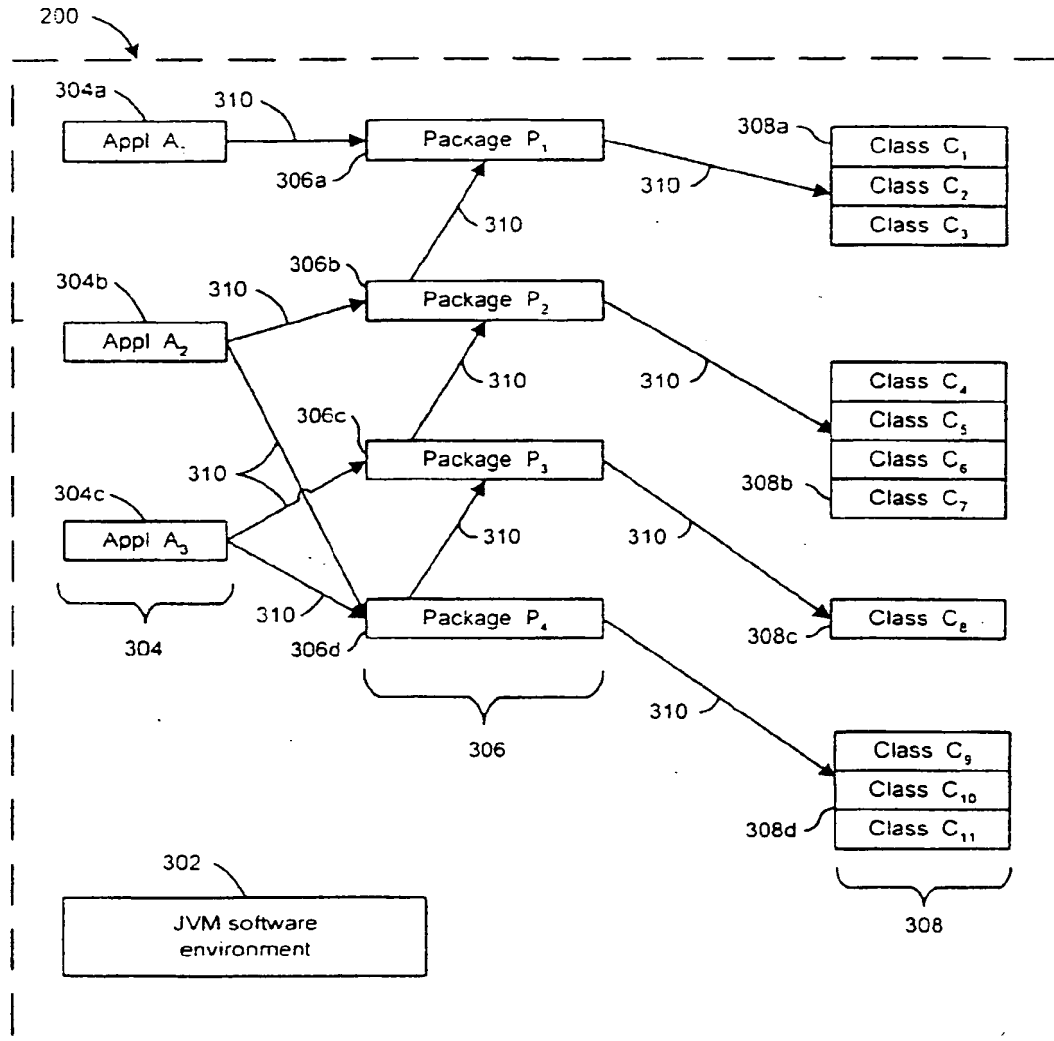 200
304a
310
Appl A
Package P₁
306a
308a
Class C₁
Class C₂
Class C₃
310
310
306b
304b
310
Package P₂
Appl A₂
310
310
Class C₄
Class C₅
Class C₆
Class C₇
308b
306c
Package P₃
310
304c
Appl A₃
310
310
310
304
306d
Package P₄
308c
Class C₈
310
306
Class C₉
Class C₁₀
Class C₁₁
308d
308
302
JVM software
environment